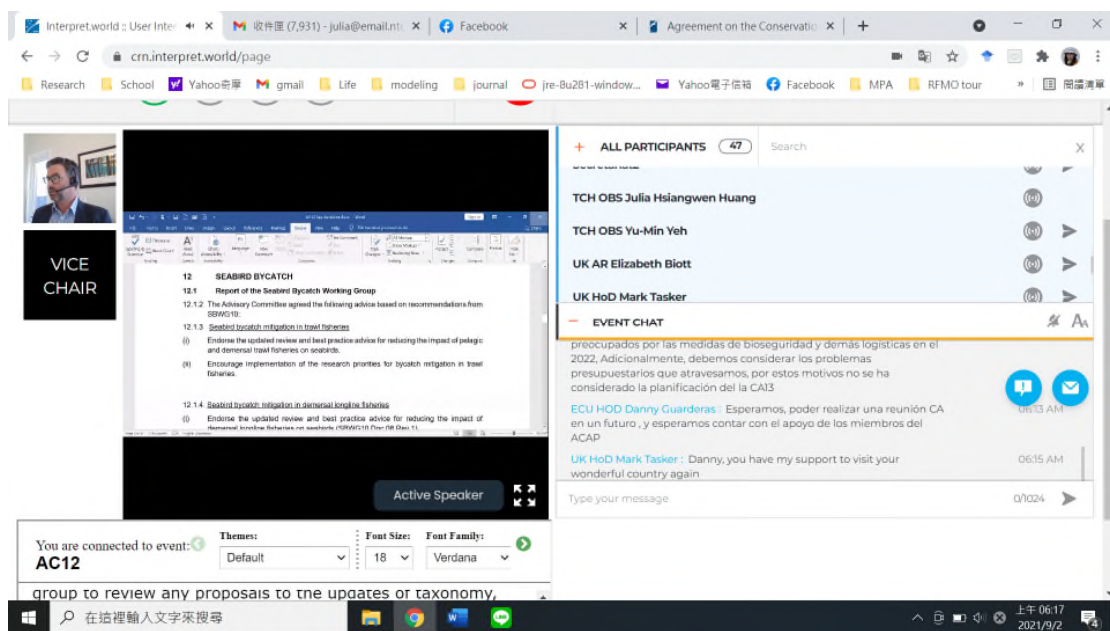 Interpret.world :: User Inter
收件匣 (7,931) - julia@email.nt
Facebook
Agreement on the Conservatio
crn.interpret.world/page
Research
School
Yahoo奇摩
gmail
Life
modeling
journal
jre-8u281-window...
Yahoo電子信箱
Facebook
MPA
RFMO tour
»
閱讀清單
ALL PARTICIPANTS
47
Search
X
TCH OBS Julia Hsiangwen Huang
TCH OBS Yu-Min Yeh
UK AR Elizabeth Biott
UK HoD Mark Tasker
VICE
CHAIR
12 SEABIRD BYCATCH
12.1 Report of the Seabird Bycatch Working Group
12.1.2 The Advisory Committee agreed the following advice based on recommendations from
SBWG10:
12.1.3 Seabird bycatch mitigation in trawl fisheries
(i) Endorse the updated review and best practice advice for reducing the impact of pelagic
and demersal trawl fisheries on seabirds.
(ii) Encourage implementation of the research priorities for bycatch mitigation in trawl
fisheries.
12.1.4 Seabird bycatch mitigation in demersal longline fisheries
(i) Endorse the updated review and best practice advice for reducing the impact of
demersal longline fisheries on seabirds (SBWG10 Doc 08 Rev 1).
Active Speaker
EVENT CHAT
preocupados por las medidas de bioseguridad y demás logísticas en el
2022, Adicionalmente, debemos considerar los problemas
presupuestarios que atravesamos, por estos motivos no se ha
considerado la planificación del la CA13
ECU HOD Danny Guarderas : Esperamos, poder realizar una reunión CA
en un futuro , y esperamos contar con el apoyo de los miembros del
ACAP
06:13 AM
UK HoD Mark Tasker : Danny, you have my support to visit your
wonderful country again
06:15 AM
Type your message
0/1024
You are connected to event:
AC12
Themes:
Default
Font Size:
18
Font Family:
Verdana
group to review any proposals to the updates of taxonomy,
在這裡輸入文字來搜尋
上午 06:17
2021/9/2
4